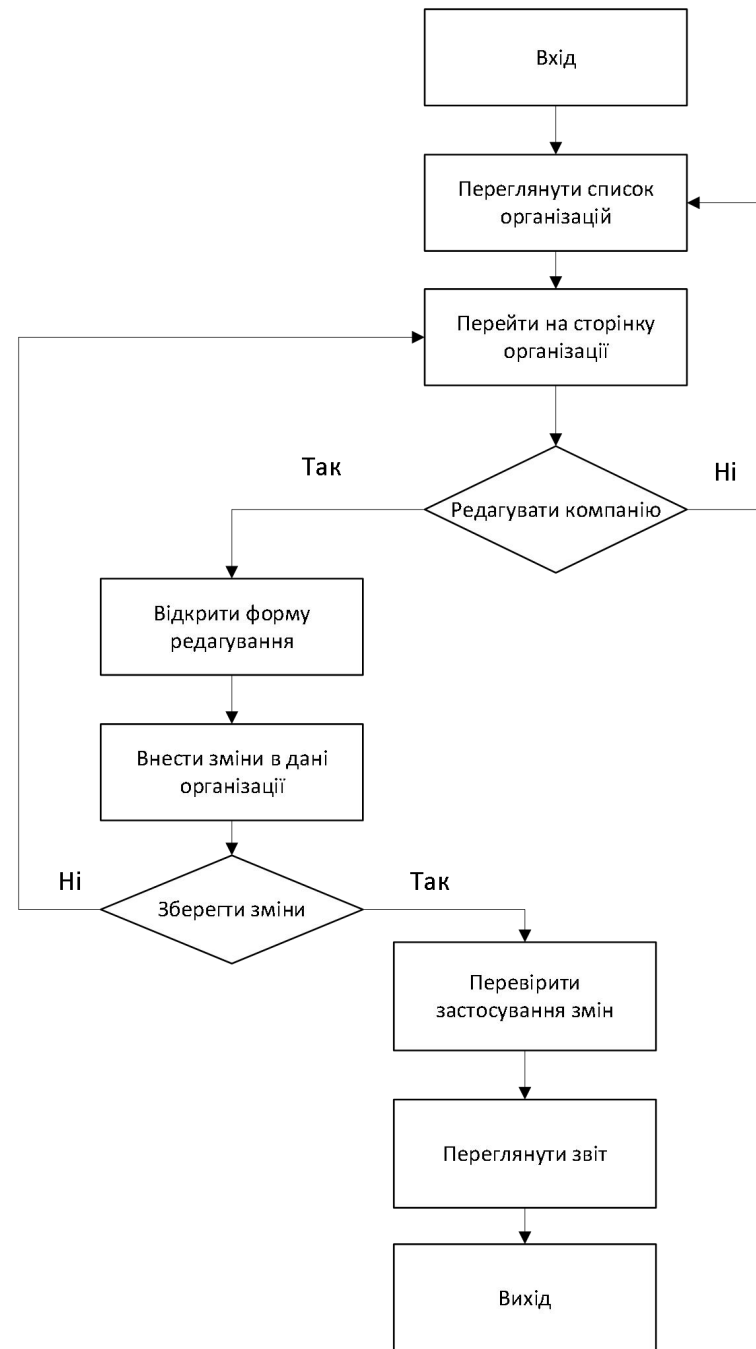 Вхід
Переглянути список
організацій
Перейти на сторінку
організації
Так
Ні
Редагувати компанію
Відкрити форму
редагування
Внести зміни в дані
організації
Ні
Так
Зберегти зміни
Перевірити
застосування змін
Переглянути звіт
Вихід